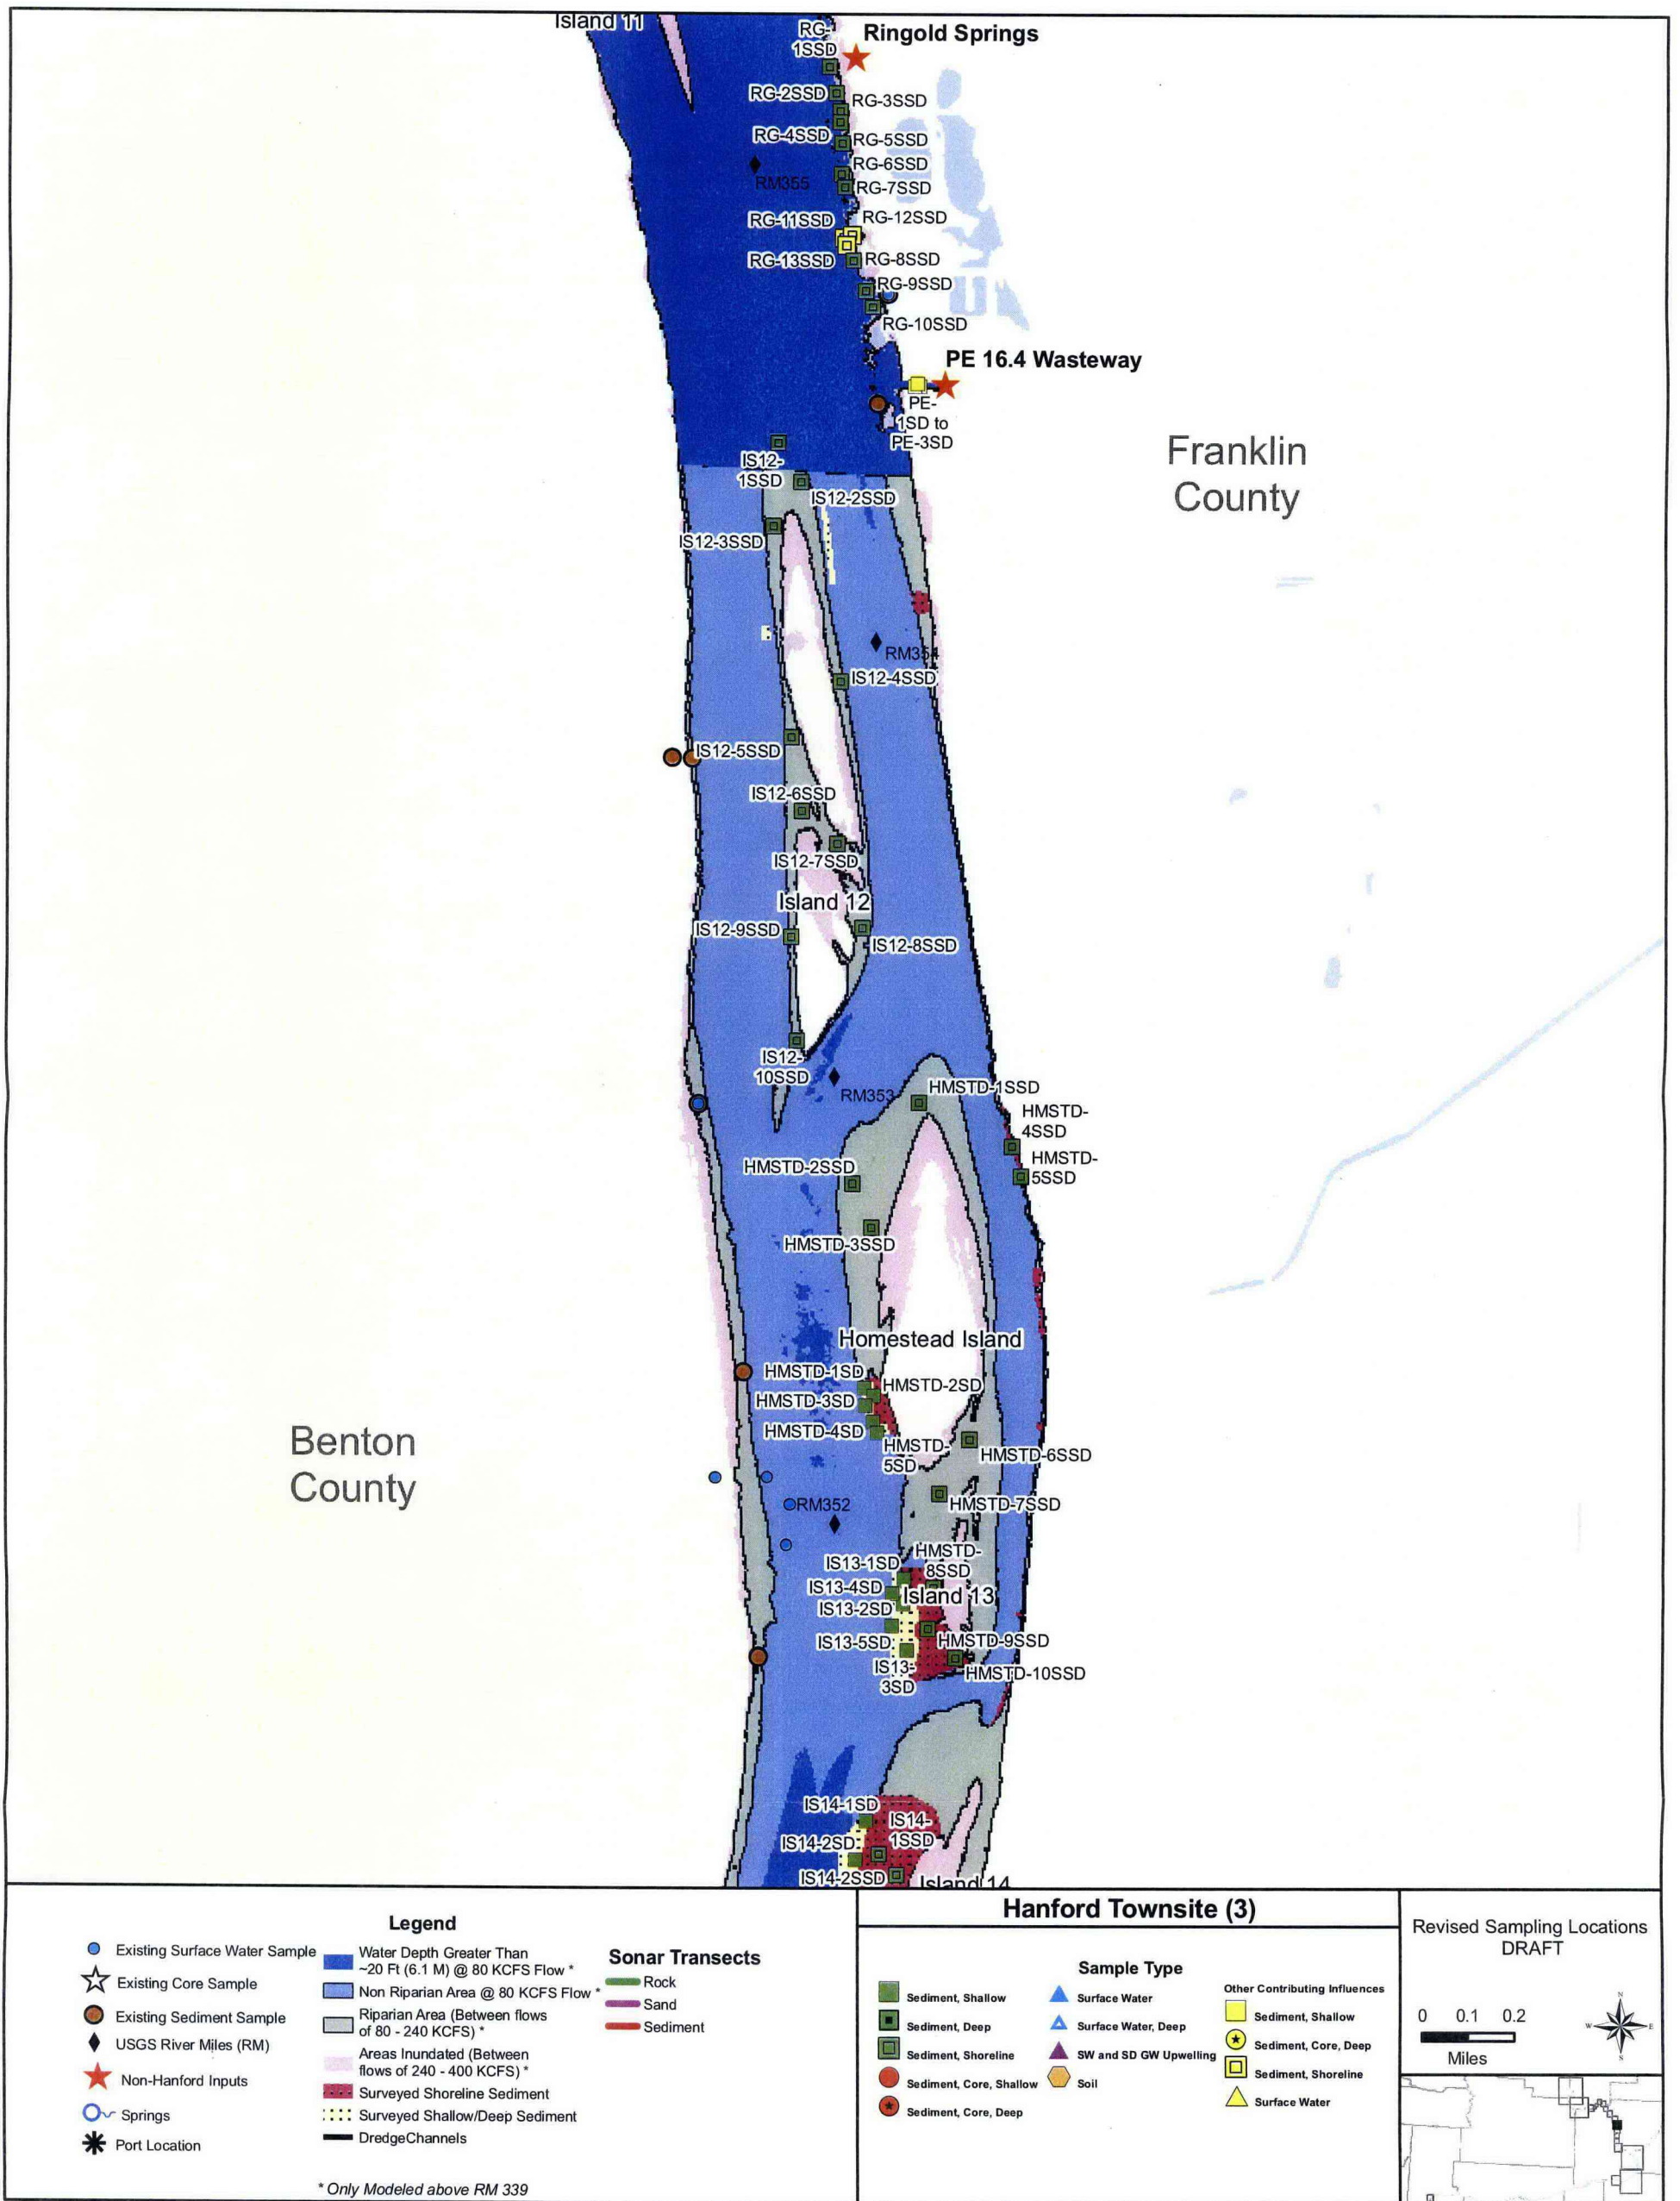 Island 11
RG-
1SSD
Ringold Springs
RG-2SSD
RG-3SSD
RG-4SSD
RG-5SSD
RG-6SSD
RM355
RG-7SSD
RG-11SSD
RG-12SSD
RG-13SSD
RG-8SSD
RG-9SSD
RG-10SSD
PE 16.4 Wasteway
PE-
1SD to
PE-3SD
Franklin
County
IS12-
1SSD
IS12-2SSD
IS12-3SSD
RM354
IS12-4SSD
IS12-5SSD
IS12-6SSD
IS12-7SSD
Island 12
IS12-9SSD
IS12-8SSD
IS12-
10SSD
RM353
HMSTD-1SSD
HMSTD-
4SSD
HMSTD-
5SSD
HMSTD-2SSD
HMSTD-3SSD
Homestead Island
HMSTD-1SD
HMSTD-2SD
HMSTD-3SD
HMSTD-4SD
HMSTD-
5SD
HMSTD-6SSD
Benton
County
HMSTD-7SSD
RM352
HMSTD-
8SSD
IS13-1SD
IS13-4SD
Island 13
IS13-2SD
IS13-5SD
HMSTD-9SSD
IS13-
3SD
HMSTD-10SSD
IS14-1SD
IS14-
1SSD
IS14-2SD
IS14-2SSD
Island 14
Legend
Existing Surface Water Sample
Existing Core Sample
Existing Sediment Sample
USGS River Miles (RM)
Non-Hanford Inputs
Springs
Port Location
Water Depth Greater Than
~20 Ft (6.1 M) @ 80 KCFS Flow *
Non Riparian Area @ 80 KCFS Flow *
Riparian Area (Between flows
of 80 - 240 KCFS) *
Areas Inundated (Between
flows of 240 - 400 KCFS) *
Surveyed Shoreline Sediment
Surveyed Shallow/Deep Sediment
DredgeChannels
* Only Modeled above RM 339
Sonar Transects
Rock
Sand
Sediment
Hanford Townsite (3)
Sample Type
Sediment, Shallow
Sediment, Deep
Sediment, Shoreline
Sediment, Core, Shallow
Sediment, Core, Deep
Surface Water
Surface Water, Deep
SW and SD GW Upwelling
Soil
Other Contributing Influences
Sediment, Shallow
Sediment, Core, Deep
Sediment, Shoreline
Surface Water
Revised Sampling Locations
DRAFT
0 0.1 0.2
Miles
N
W E
S